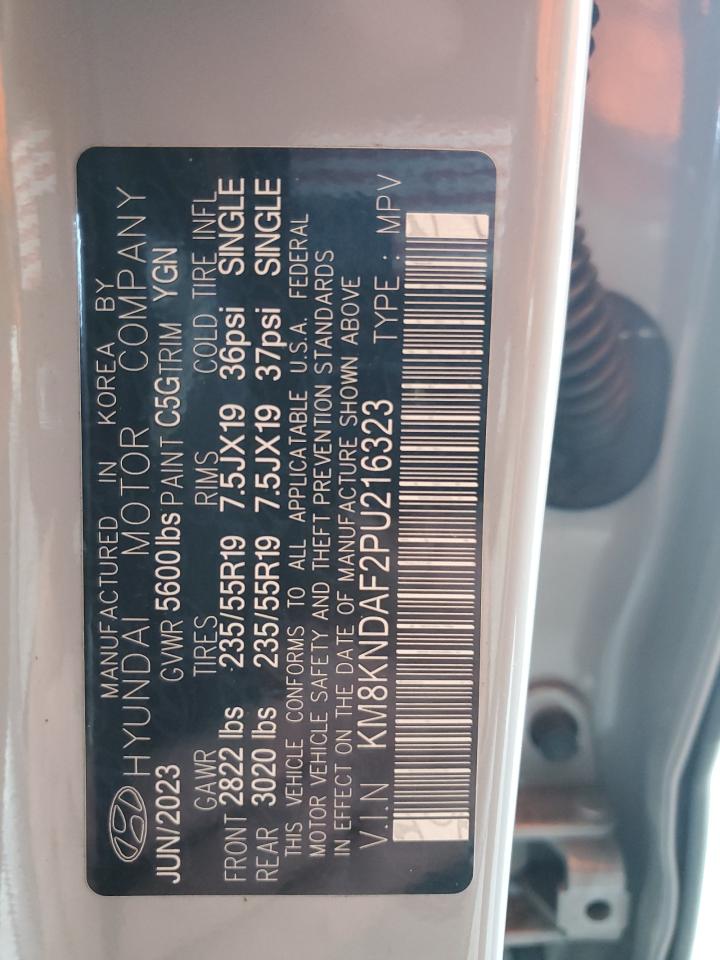 MANUFACTURED IN KOREA BY
HYUNDAI MOTOR COMPANY
JUN/2023 GVWR 5600lbs PAINT C5G TRIM YGN
GAWR TIRES RIMS COLD TIRE INFL
FRONT 2822 lbs 235/55R19 7.5JX19 36psi SINGLE
REAR 3020 lbs 235/55R19 7.5JX19 37psi SINGLE
THIS VEHICLE CONFORMS TO ALL APPLICATABLE U.S.A. FEDERAL
MOTOR VEHICLE SAFETY AND THEFT PREVENTION STANDARDS
IN EFFECT ON THE DATE OF MANUFACTURE SHOWN ABOVE
V.I.N KM8KNDAF2PU216323 TYPE : MPV